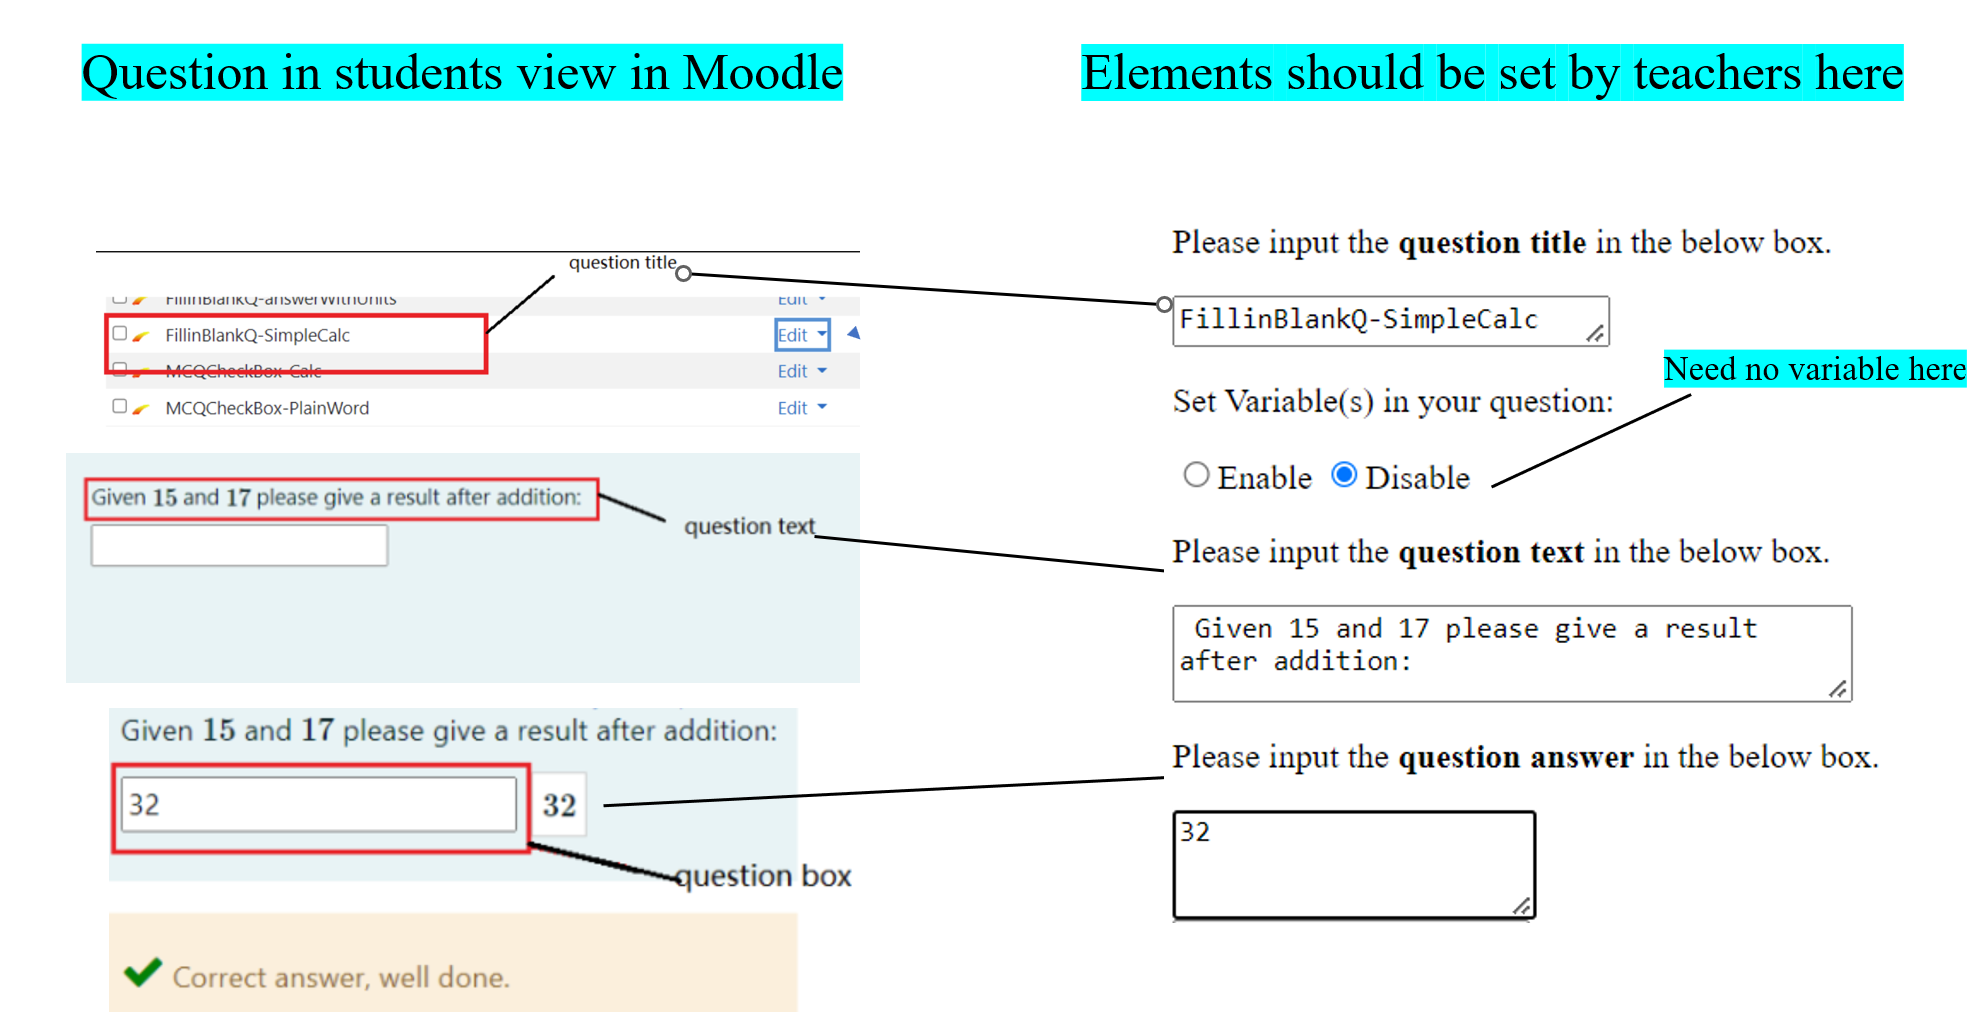 Question in students view in Moodle
Elements should be set by teachers here
question title
FillinBlankQ-answerWithUnits Edit
FillinBlankQ-SimpleCalc Edit
MCQCheckBox-Calc Edit
MCQCheckBox-PlainWord Edit
Given 15 and 17 please give a result after addition:
question text
Given 15 and 17 please give a result after addition:
32 32
question box
Correct answer, well done.
Please input the question title in the below box.
FillinBlankQ-SimpleCalc
Need no variable here
Set Variable(s) in your question:
Enable Disable
Please input the question text in the below box.
Given 15 and 17 please give a result
after addition:
Please input the question answer in the below box.
32